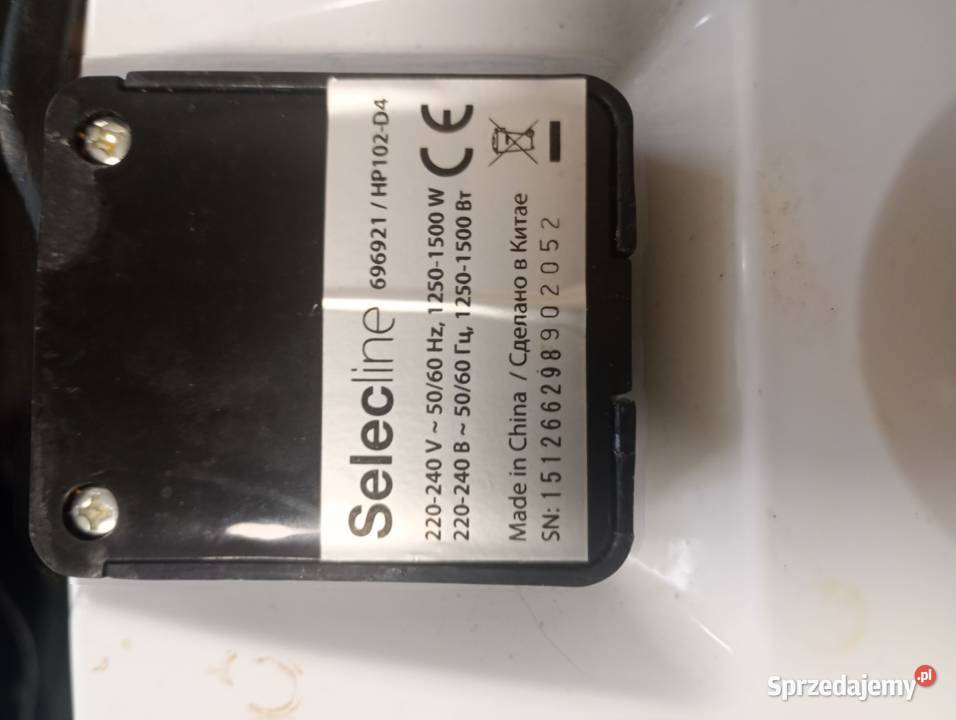 Selecline 696921 / HP102-D4
220-240 V ~ 50/60 Hz, 1250-1500 W
220-240 В ~ 50/60 Гц, 1250-1500 Вт
CE
Made in China / Сделано в Китае
SN: 151266298902052
Sprzedajemy.pl